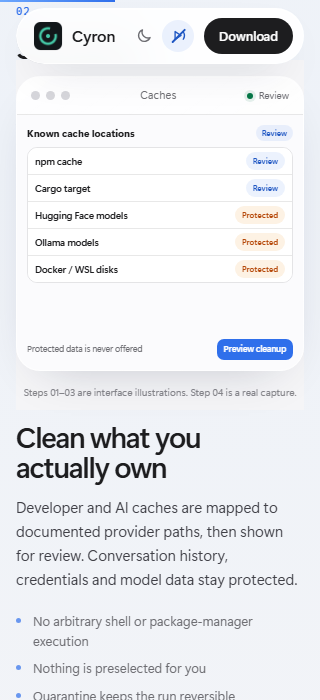 02
Cyron
Download
Caches
Review
Known cache locations
Review
npm cache
Review
Cargo target
Review
Hugging Face models
Protected
Ollama models
Protected
Docker / WSL disks
Protected
Protected data is never offered
Preview cleanup
Steps 01–03 are interface illustrations. Step 04 is a real capture.
Clean what you
actually own
Developer and AI caches are mapped to
documented provider paths, then shown
for review. Conversation history,
credentials and model data stay protected.
No arbitrary shell or package-manager
execution
Nothing is preselected for you
Quarantine keeps the run reversible